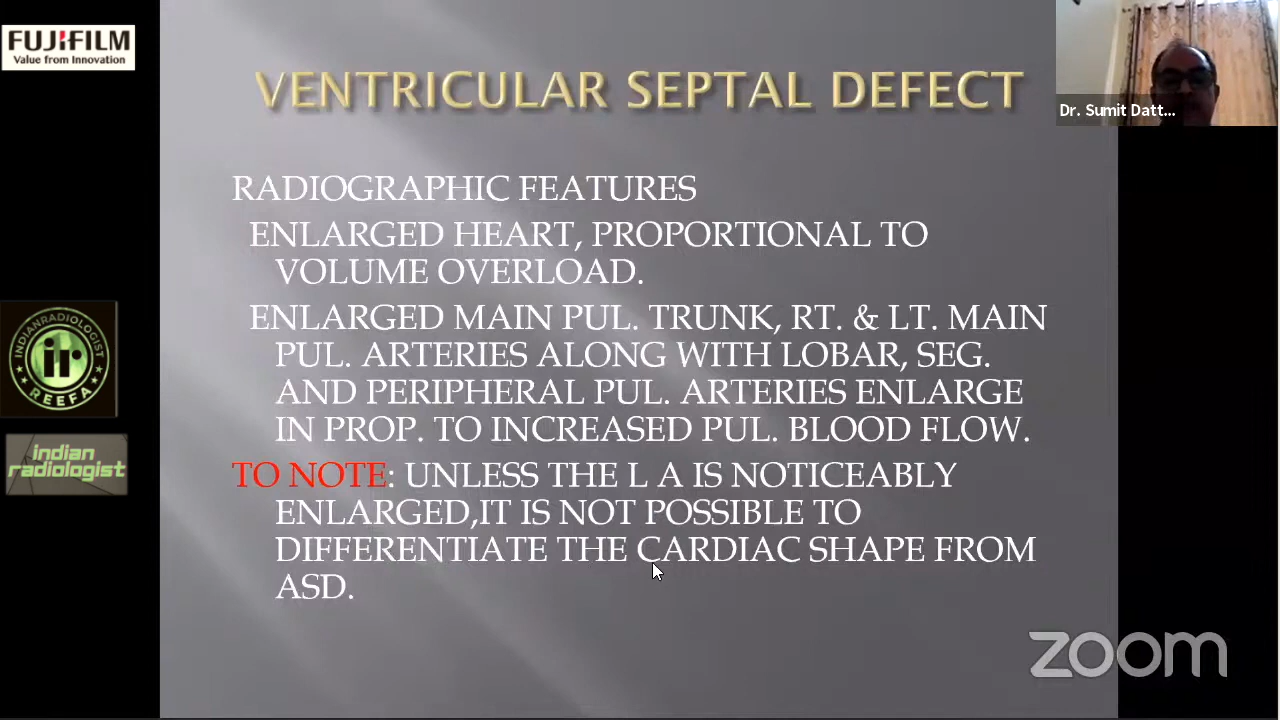 FUJIFILM
Value from Innovation
VENTRICULAR SEPTAL DEFECT
Dr. Sumit Datt...
RADIOGRAPHIC FEATURES
ENLARGED HEART, PROPORTIONAL TO
VOLUME OVERLOAD.
ENLARGED MAIN PUL. TRUNK, RT. & LT. MAIN
PUL. ARTERIES ALONG WITH LOBAR, SEG.
AND PERIPHERAL PUL. ARTERIES ENLARGE
IN PROP. TO INCREASED PUL. BLOOD FLOW.
TO NOTE: UNLESS THE L A IS NOTICEABLY
ENLARGED,IT IS NOT POSSIBLE TO
DIFFERENTIATE THE CARDIAC SHAPE FROM
ASD.
INDIANRADIOLOGIST
ir
REEFA
indian
radiologist
zoom